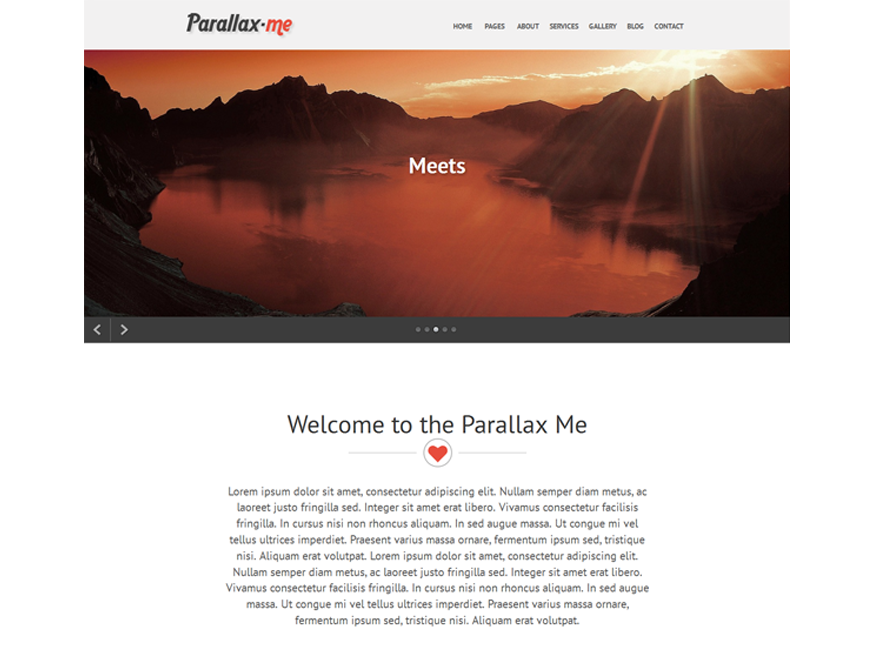 Parallax·me
HOME PAGES ABOUT SERVICES GALLERY BLOG CONTACT
Meets
Welcome to the Parallax Me
Lorem ipsum dolor sit amet, consectetur adipiscing elit. Nullam semper diam metus, ac
laoreet justo fringilla sed. Integer sit amet erat libero. Vivamus consectetur facilisis
fringilla. In cursus nisi non rhoncus aliquam. In sed augue massa. Ut congue mi vel
tellus ultrices imperdiet. Praesent varius massa ornare, fermentum ipsum sed, tristique
nisi. Aliquam erat volutpat. Lorem ipsum dolor sit amet, consectetur adipiscing elit.
Nullam semper diam metus, ac laoreet justo fringilla sed. Integer sit amet erat libero.
Vivamus consectetur facilisis fringilla. In cursus nisi non rhoncus aliquam. In sed augue
massa. Ut congue mi vel tellus ultrices imperdiet. Praesent varius massa ornare,
fermentum ipsum sed, tristique nisi. Aliquam erat volutpat.